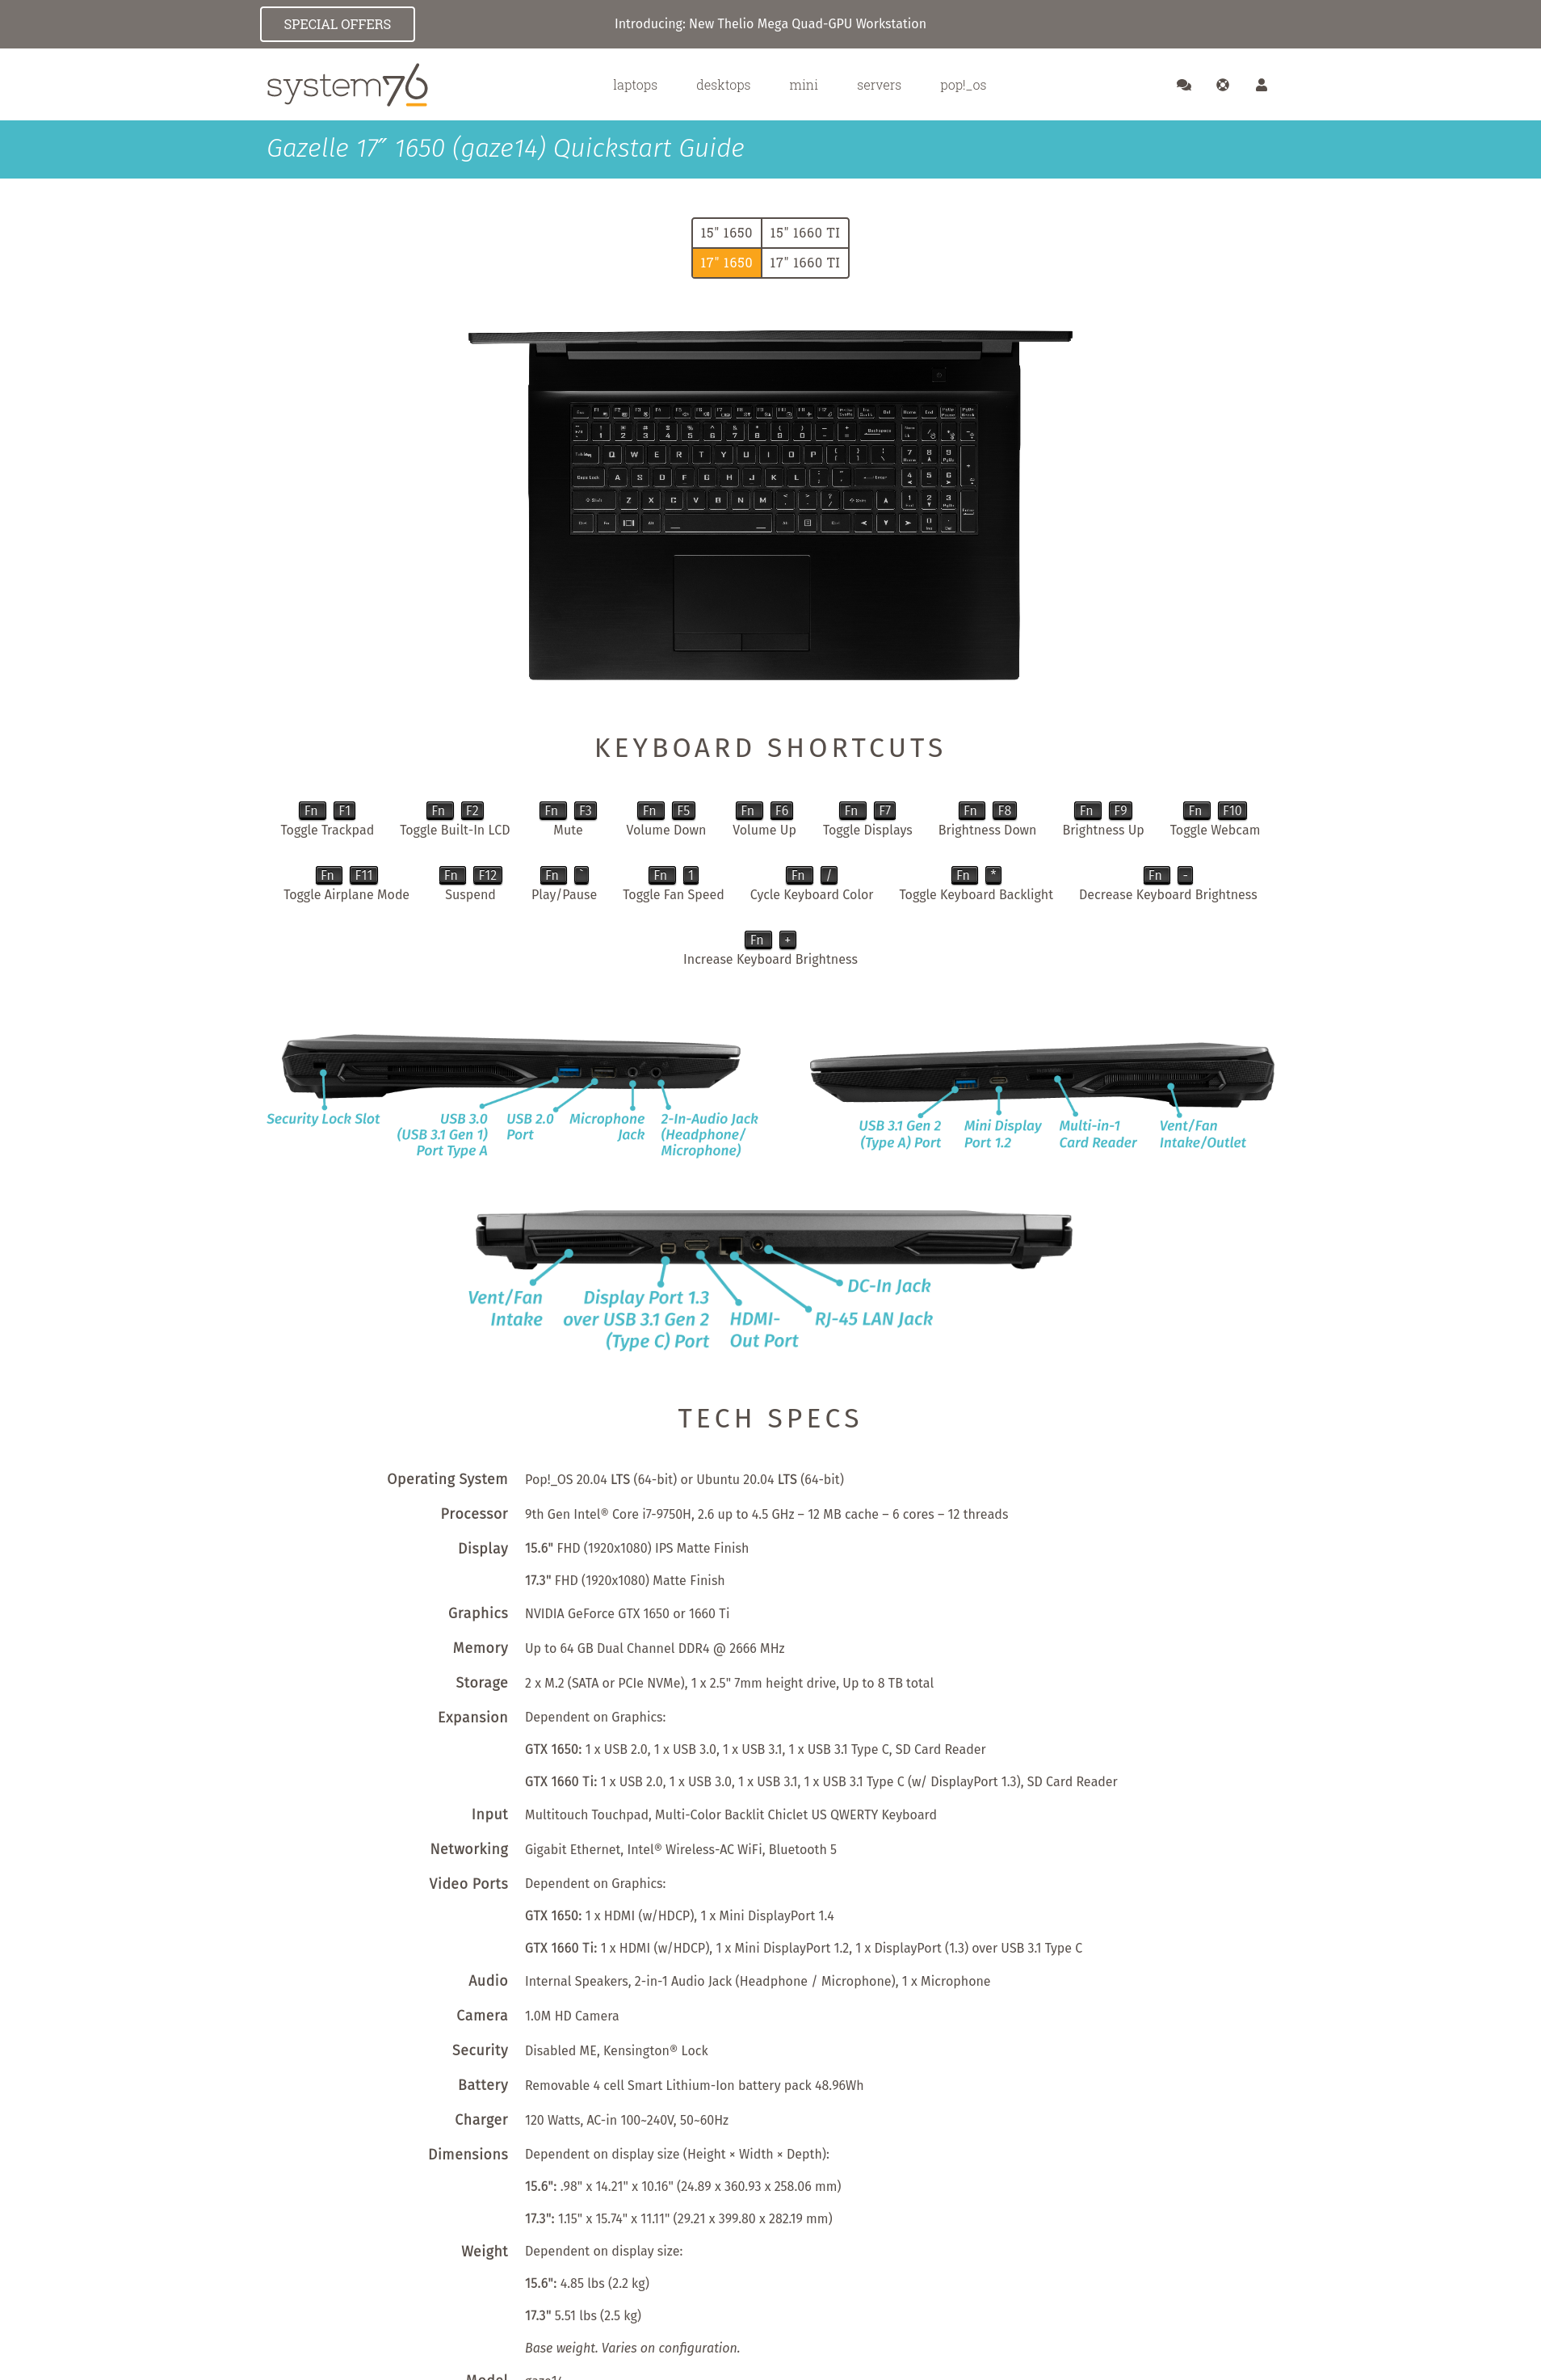 SPECIAL OFFERS
Introducing: New Thelio Mega Quad-GPU Workstation
system76
laptops desktops mini servers pop!_os
Gazelle 17″ 1650 (gaze14) Quickstart Guide
15" 1650 15" 1660 TI
17" 1650 17" 1660 TI
KEYBOARD SHORTCUTS
Fn F1 Fn F2 Fn F3 Fn F5 Fn F6 Fn F7 Fn F8 Fn F9 Fn F10
Toggle Trackpad Toggle Built-In LCD Mute Volume Down Volume Up Toggle Displays Brightness Down Brightness Up Toggle Webcam
Fn F11 Fn F12 Fn ` Fn 1 Fn / Fn * Fn -
Toggle Airplane Mode Suspend Play/Pause Toggle Fan Speed Cycle Keyboard Color Toggle Keyboard Backlight Decrease Keyboard Brightness
Fn +
Increase Keyboard Brightness
Security Lock Slot
USB 3.0
(USB 3.1 Gen 1)
Port Type A
USB 2.0
Port
Microphone
Jack
2-In-Audio Jack
(Headphone/
Microphone)
USB 3.1 Gen 2
(Type A) Port
Mini Display
Port 1.2
Multi-in-1
Card Reader
Vent/Fan
Intake/Outlet
Vent/Fan
Intake
Display Port 1.3
over USB 3.1 Gen 2
(Type C) Port
HDMI-
Out Port
DC-In Jack
RJ-45 LAN Jack
TECH SPECS
Operating System Pop!_OS 20.04 LTS (64-bit) or Ubuntu 20.04 LTS (64-bit)
Processor 9th Gen Intel® Core i7-9750H, 2.6 up to 4.5 GHz – 12 MB cache – 6 cores – 12 threads
Display 15.6" FHD (1920x1080) IPS Matte Finish
17.3" FHD (1920x1080) Matte Finish
Graphics NVIDIA GeForce GTX 1650 or 1660 Ti
Memory Up to 64 GB Dual Channel DDR4 @ 2666 MHz
Storage 2 x M.2 (SATA or PCIe NVMe), 1 x 2.5" 7mm height drive, Up to 8 TB total
Expansion Dependent on Graphics:
GTX 1650: 1 x USB 2.0, 1 x USB 3.0, 1 x USB 3.1, 1 x USB 3.1 Type C, SD Card Reader
GTX 1660 Ti: 1 x USB 2.0, 1 x USB 3.0, 1 x USB 3.1, 1 x USB 3.1 Type C (w/ DisplayPort 1.3), SD Card Reader
Input Multitouch Touchpad, Multi-Color Backlit Chiclet US QWERTY Keyboard
Networking Gigabit Ethernet, Intel® Wireless-AC WiFi, Bluetooth 5
Video Ports Dependent on Graphics:
GTX 1650: 1 x HDMI (w/HDCP), 1 x Mini DisplayPort 1.4
GTX 1660 Ti: 1 x HDMI (w/HDCP), 1 x Mini DisplayPort 1.2, 1 x DisplayPort (1.3) over USB 3.1 Type C
Audio Internal Speakers, 2-in-1 Audio Jack (Headphone / Microphone), 1 x Microphone
Camera 1.0M HD Camera
Security Disabled ME, Kensington® Lock
Battery Removable 4 cell Smart Lithium-Ion battery pack 48.96Wh
Charger 120 Watts, AC-in 100~240V, 50~60Hz
Dimensions Dependent on display size (Height × Width × Depth):
15.6": .98" x 14.21" x 10.16" (24.89 x 360.93 x 258.06 mm)
17.3": 1.15" x 15.74" x 11.11" (29.21 x 399.80 x 282.19 mm)
Weight Dependent on display size:
15.6": 4.85 lbs (2.2 kg)
17.3" 5.51 lbs (2.5 kg)
Base weight. Varies on configuration.
Model gaze14